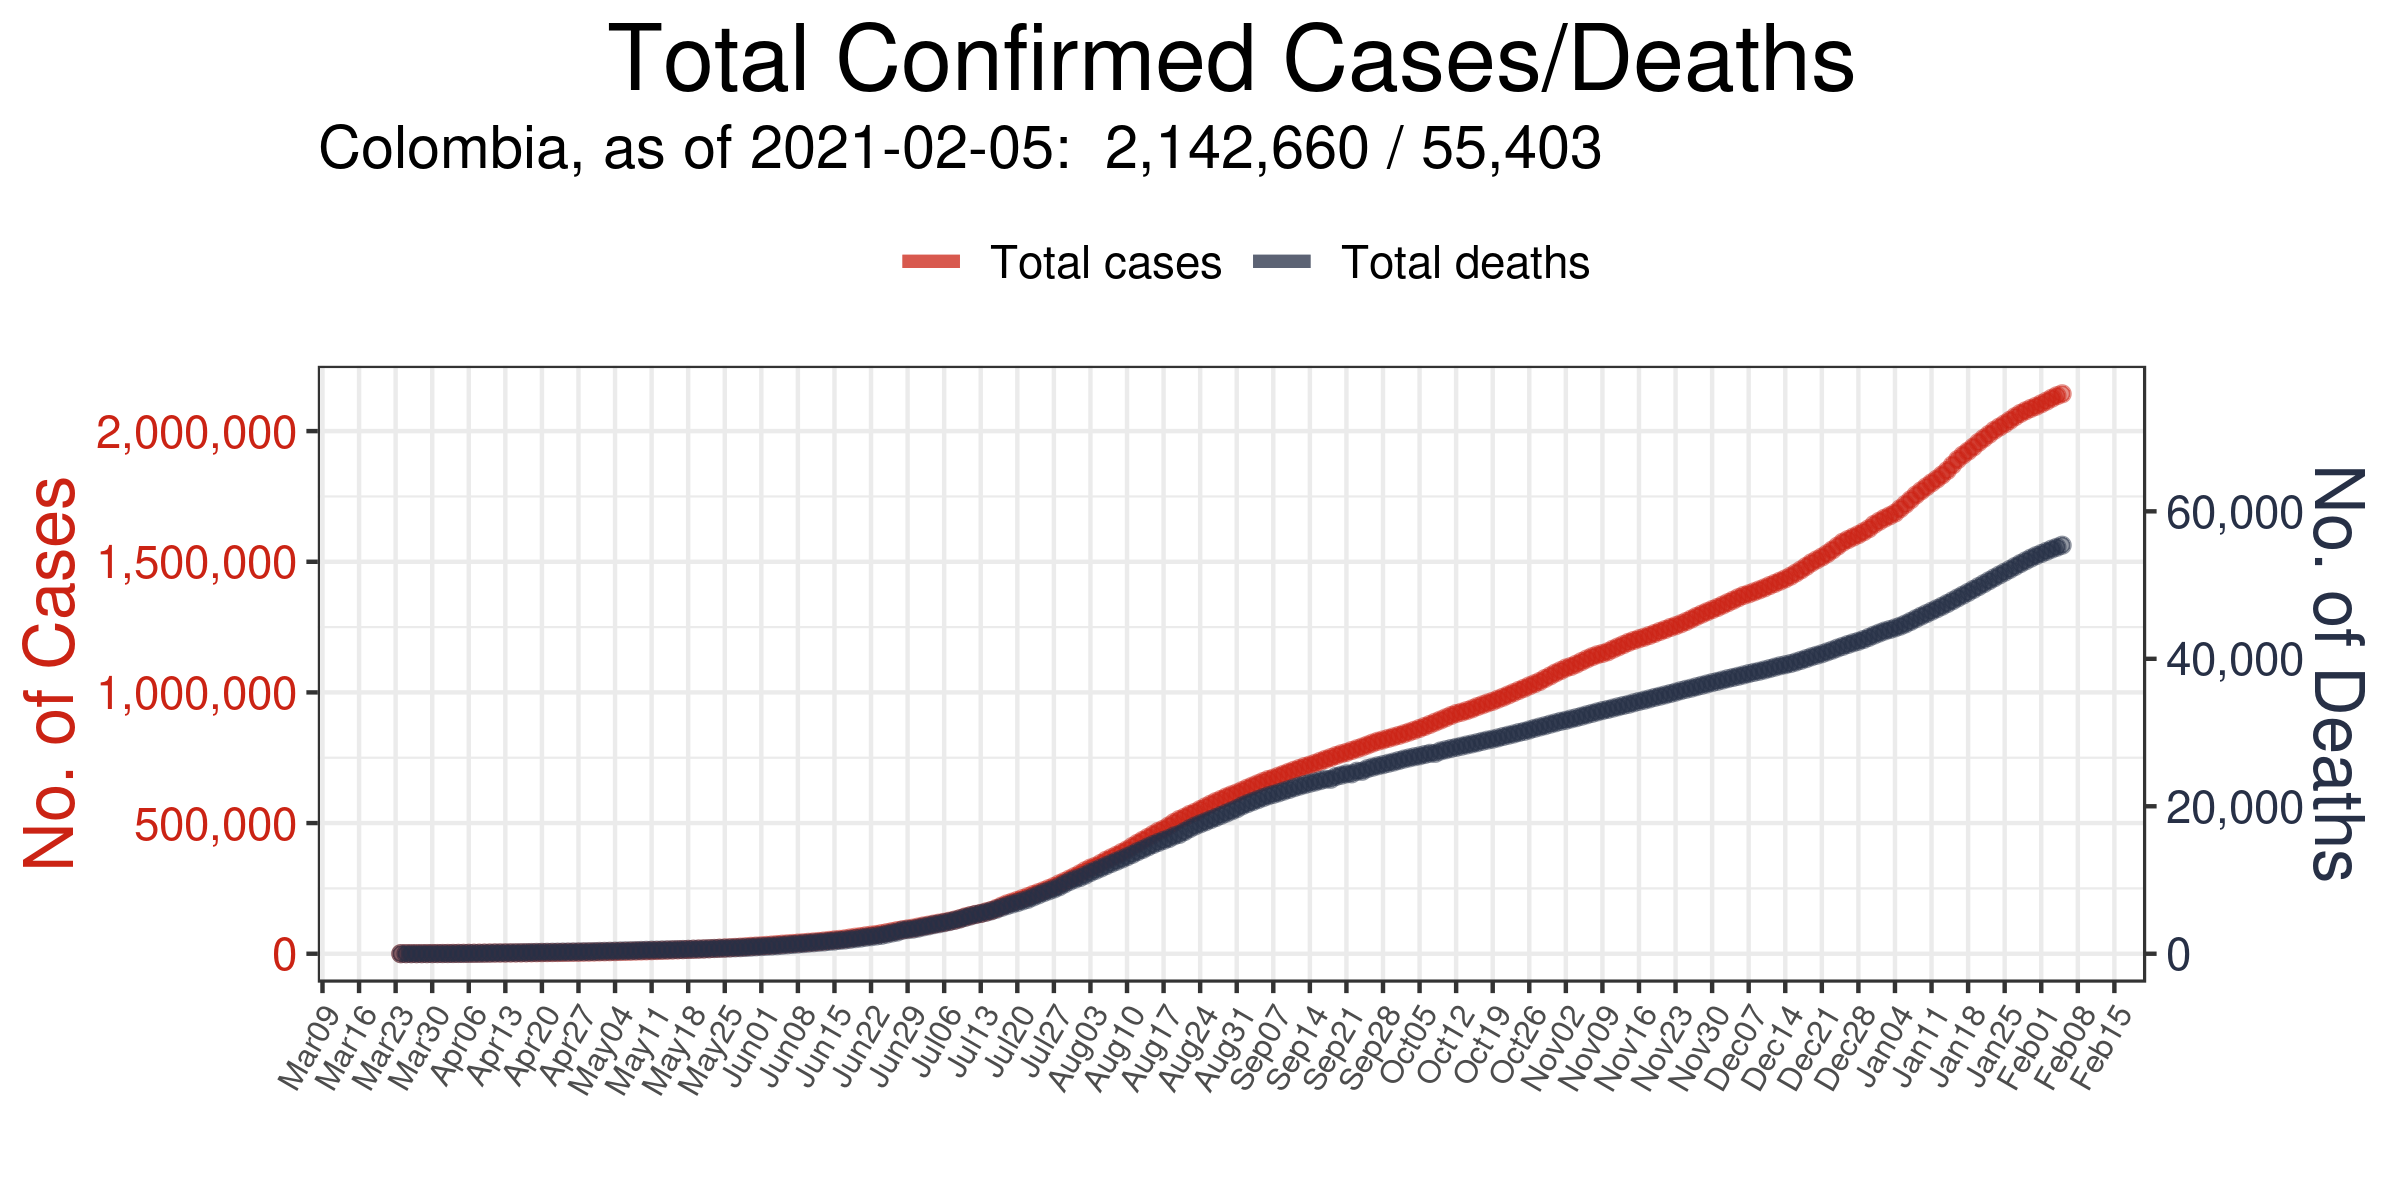 Total Confirmed Cases/Deaths
Colombia, as of 2021-02-05:  2,142,660 / 55,403
Total cases
Total deaths
No. of Cases
2,000,000
1,500,000
1,000,000
500,000
0
60,000
40,000
20,000
0
No. of Deaths
Mar09
Mar16
Mar23
Mar30
Apr06
Apr13
Apr20
Apr27
May04
May11
May18
May25
Jun01
Jun08
Jun15
Jun22
Jun29
Jul06
Jul13
Jul20
Jul27
Aug03
Aug10
Aug17
Aug24
Aug31
Sep07
Sep14
Sep21
Sep28
Oct05
Oct12
Oct19
Oct26
Nov02
Nov09
Nov16
Nov23
Nov30
Dec07
Dec14
Dec21
Dec28
Jan04
Jan11
Jan18
Jan25
Feb01
Feb08
Feb15